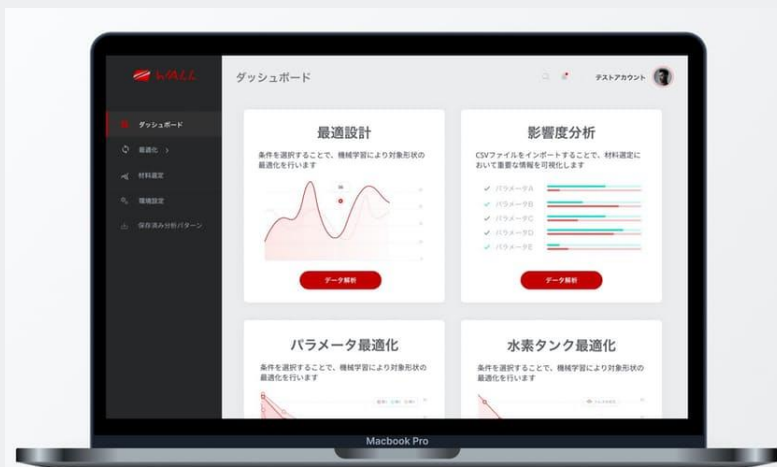 WALL
ダッシュボード
テストアカウント
ダッシュボード
最適化
材料選定
環境設定
保存済み分析パターン
最適設計
条件を選択することで、機械学習により対象形状の
最適化を行います
データ解析
影響度分析
CSVファイルをインポートすることで、材料選定に
おいて重要な情報を可視化します
パラメータA
パラメータB
パラメータC
パラメータD
パラメータE
データ解析
パラメータ最適化
条件を選択することで、機械学習により対象形状の
最適化を行います
水素タンク最適化
条件を選択することで、機械学習により対象形状の
最適化を行います
Macbook Pro